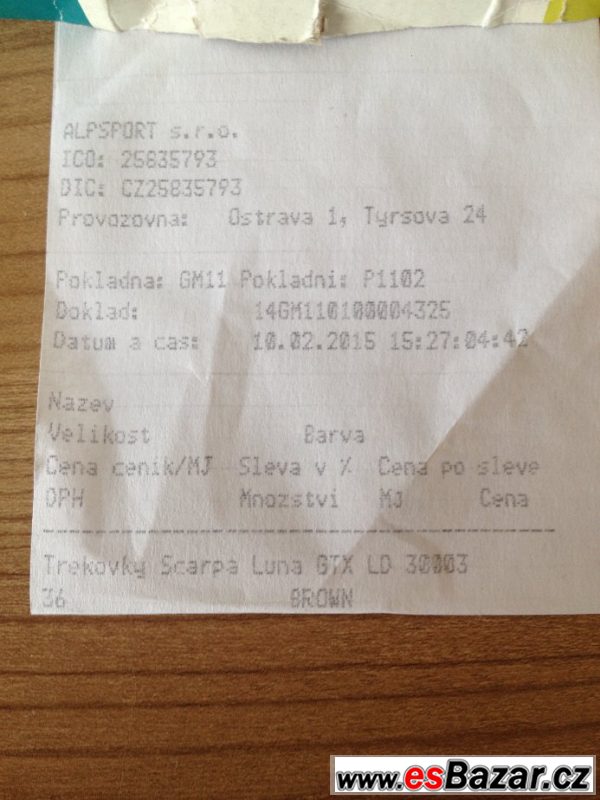 ALPSPORT s.r.o.
ICO: 25835793
DIC: CZ25835793
Provozovna: Ostrava 1, Tyrsova 24
Pokladna: GM11 Pokladni: P1102
Doklad: 14GM110100004325
Datum a cas: 10.02.2015 15:27:04:42
Nazev
Velikost Barva
Cena cenik/MJ Sleva v % Cena po sleve
DPH Mnozstvi MJ Cena
Trekovky Scarpa Luna GTX LD 30003
36 BROWN
www.esBazar.cz